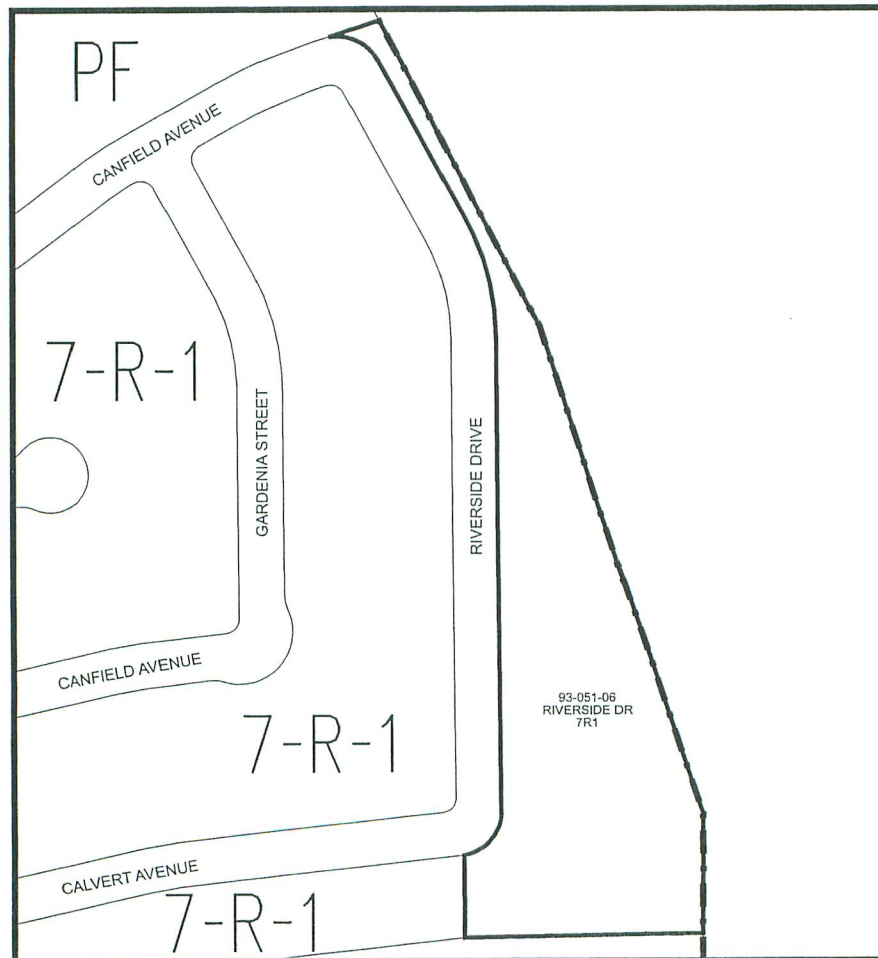 PF
CANFIELD AVENUE
7-R-1
GARDENIA STREET
RIVERSIDE DRIVE
CANFIELD AVENUE
93-051-06
RIVERSIDE DR
7R1
7-R-1
CALVERT AVENUE
7-R-1